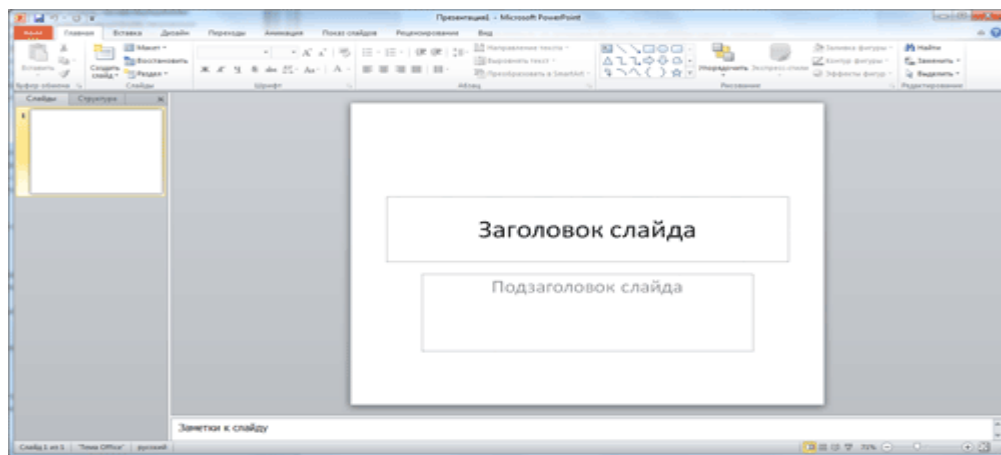 Презентация1 - Microsoft PowerPoint
Файл Главная Вставка Дизайн Переходы Анимация Показ слайдов Рецензирование Вид
Вставить
Создать слайд
Макет
Восстановить
Раздел
Ж К Ч S abc
Направление текста
Выровнять текст
Преобразовать в SmartArt
Упорядочить Экспресс-стили
Заливка фигуры
Контур фигуры
Эффекты фигур
Найти
Заменить
Выделить
Буфер обмена Слайды Шрифт Абзац Рисование Редактирование
Слайды Структура
1
Заголовок слайда
Подзаголовок слайда
Заметки к слайду
Слайд 1 из 1 "Тема Office" русский 72%